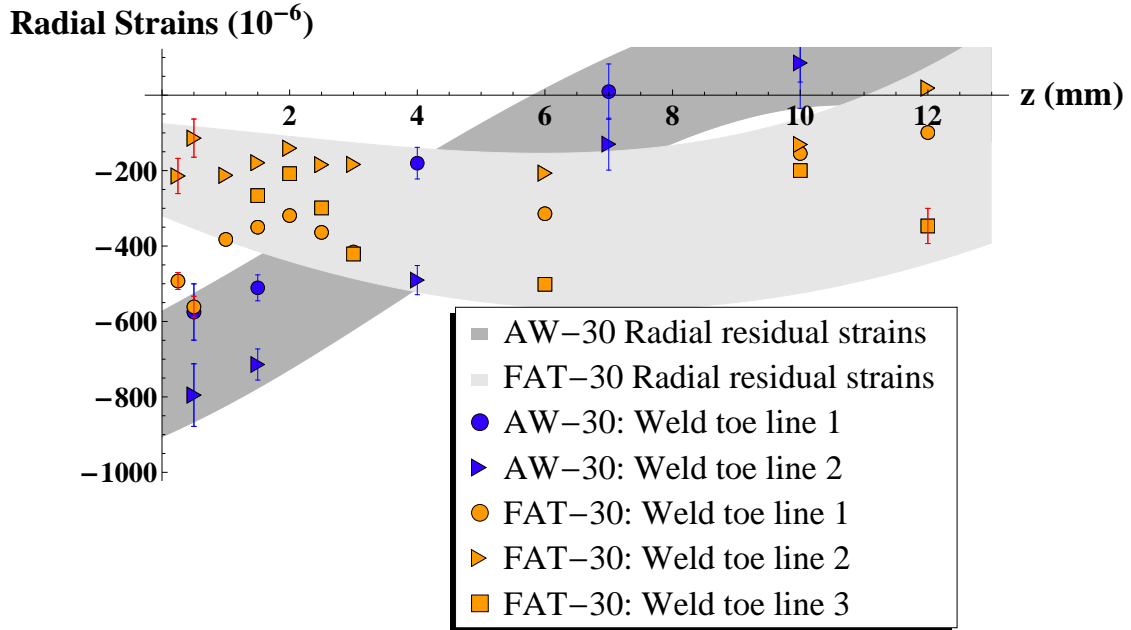 Radial Strains (10⁻⁶)
z (mm)
2 4 6 8 10 12
−200
−400
−600
−800
−1000
AW−30 Radial residual strains
FAT−30 Radial residual strains
AW−30: Weld toe line 1
AW−30: Weld toe line 2
FAT−30: Weld toe line 1
FAT−30: Weld toe line 2
FAT−30: Weld toe line 3